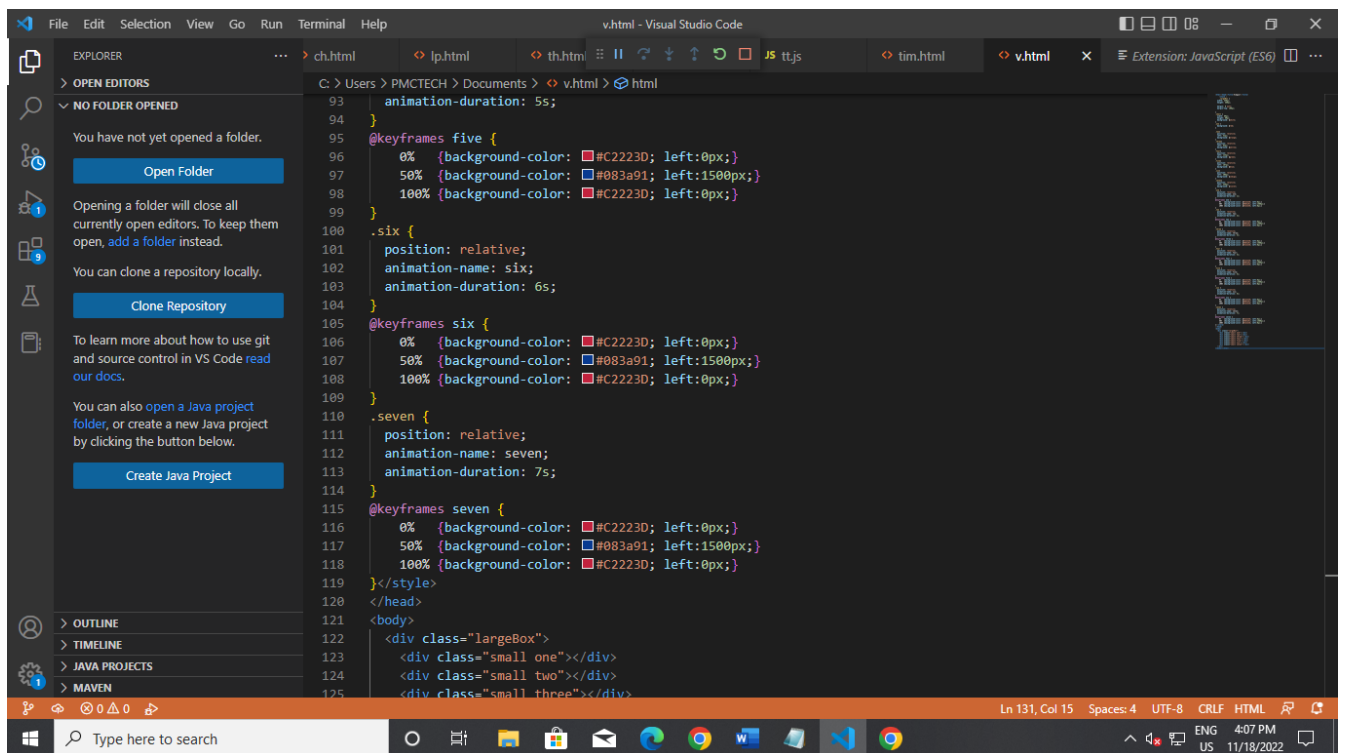 File Edit Selection View Go Run Terminal Help v.html - Visual Studio Code
EXPLORER
OPEN EDITORS
NO FOLDER OPENED
You have not yet opened a folder.
Open Folder
Opening a folder will close all
currently open editors. To keep them
open, add a folder instead.
You can clone a repository locally.
Clone Repository
To learn more about how to use git
and source control in VS Code read
our docs.
You can also open a Java project
folder, or create a new Java project
by clicking the button below.
Create Java Project
OUTLINE
TIMELINE
JAVA PROJECTS
MAVEN
1
9
1
ch.html lp.html th.html JS tt.js tim.html v.html Extension: JavaScript (ES6)
C: > Users > PMCTECH > Documents > v.html > html
93 animation-duration: 5s;
94 }
95 @keyframes five {
96 0% {background-color: #C2223D; left:0px;}
97 50% {background-color: #083a91; left:1500px;}
98 100% {background-color: #C2223D; left:0px;}
99 }
100 .six {
101 position: relative;
102 animation-name: six;
103 animation-duration: 6s;
104 }
105 @keyframes six {
106 0% {background-color: #C2223D; left:0px;}
107 50% {background-color: #083a91; left:1500px;}
108 100% {background-color: #C2223D; left:0px;}
109 }
110 .seven {
111 position: relative;
112 animation-name: seven;
113 animation-duration: 7s;
114 }
115 @keyframes seven {
116 0% {background-color: #C2223D; left:0px;}
117 50% {background-color: #083a91; left:1500px;}
118 100% {background-color: #C2223D; left:0px;}
119 }</style>
120 </head>
121 <body>
122 <div class="largeBox">
123 <div class="small one"></div>
124 <div class="small two"></div>
125 <div class="small three"></div>
0 0 Ln 131, Col 15 Spaces: 4 UTF-8 CRLF HTML
Type here to search
ENG 4:07 PM
US 11/18/2022